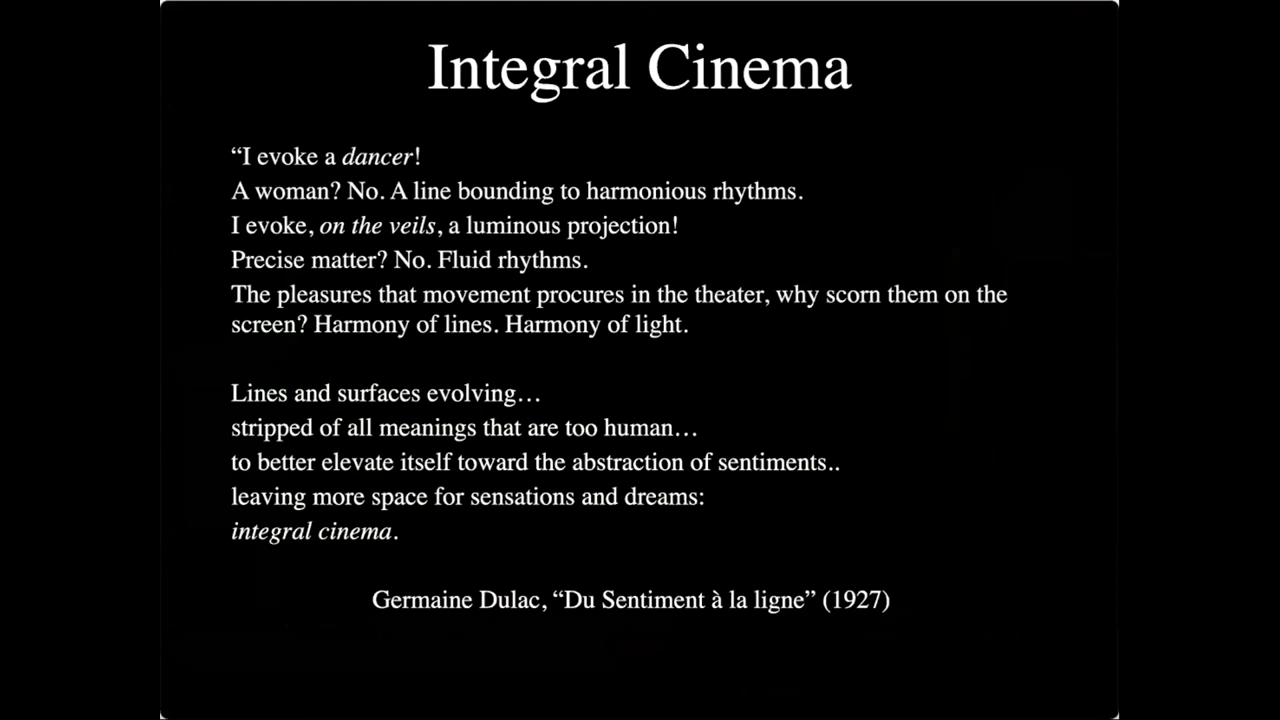 Integral Cinema
“I evoke a dancer!
A woman? No. A line bounding to harmonious rhythms.
I evoke, on the veils, a luminous projection!
Precise matter? No. Fluid rhythms.
The pleasures that movement procures in the theater, why scorn them on the
screen? Harmony of lines. Harmony of light.
Lines and surfaces evolving…
stripped of all meanings that are too human…
to better elevate itself toward the abstraction of sentiments..
leaving more space for sensations and dreams:
integral cinema.
Germaine Dulac, “Du Sentiment à la ligne” (1927)